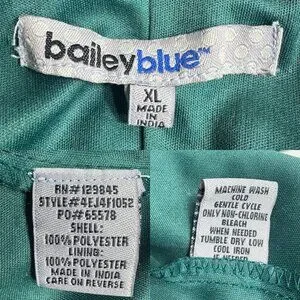 baileyblue™
XL
MADE
IN
INDIA
RN#129845
STYLE#4EJ4F1052
PO#65578
SHELL:
100%POLYESTER
LINING:
100%POLYESTER
MADE IN INDIA
CARE ON REVERSE
MACHINE WASH
COLD
GENTLE CYCLE
ONLY NON-CHLORINE
BLEACH
WHEN NEEDED
TUMBLE DRY LOW
COOL IRON
IF NEEDED